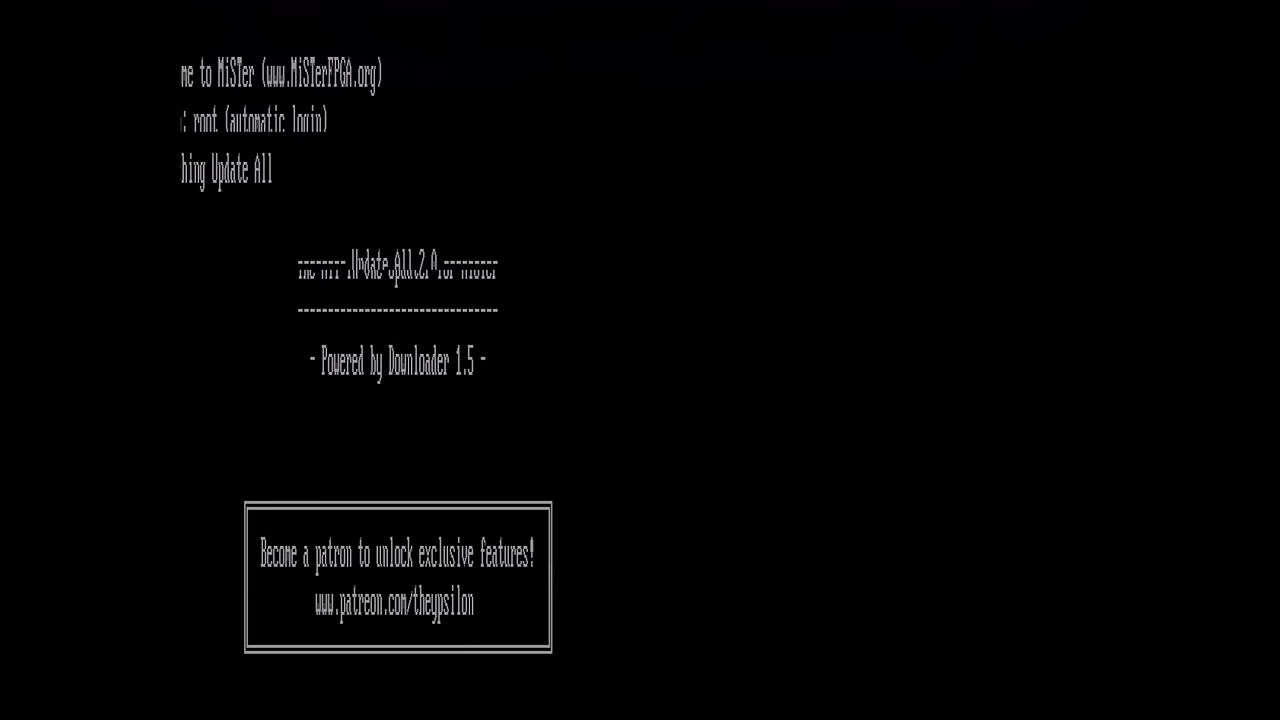 me to MiSTer (www.MiSTerFPGA.org)
: root (automatic login)
hing Update All
------------------------------
- Powered by Downloader 1.5 -
Become a patron to unlock exclusive features!
www.patreon.com/theypsilon